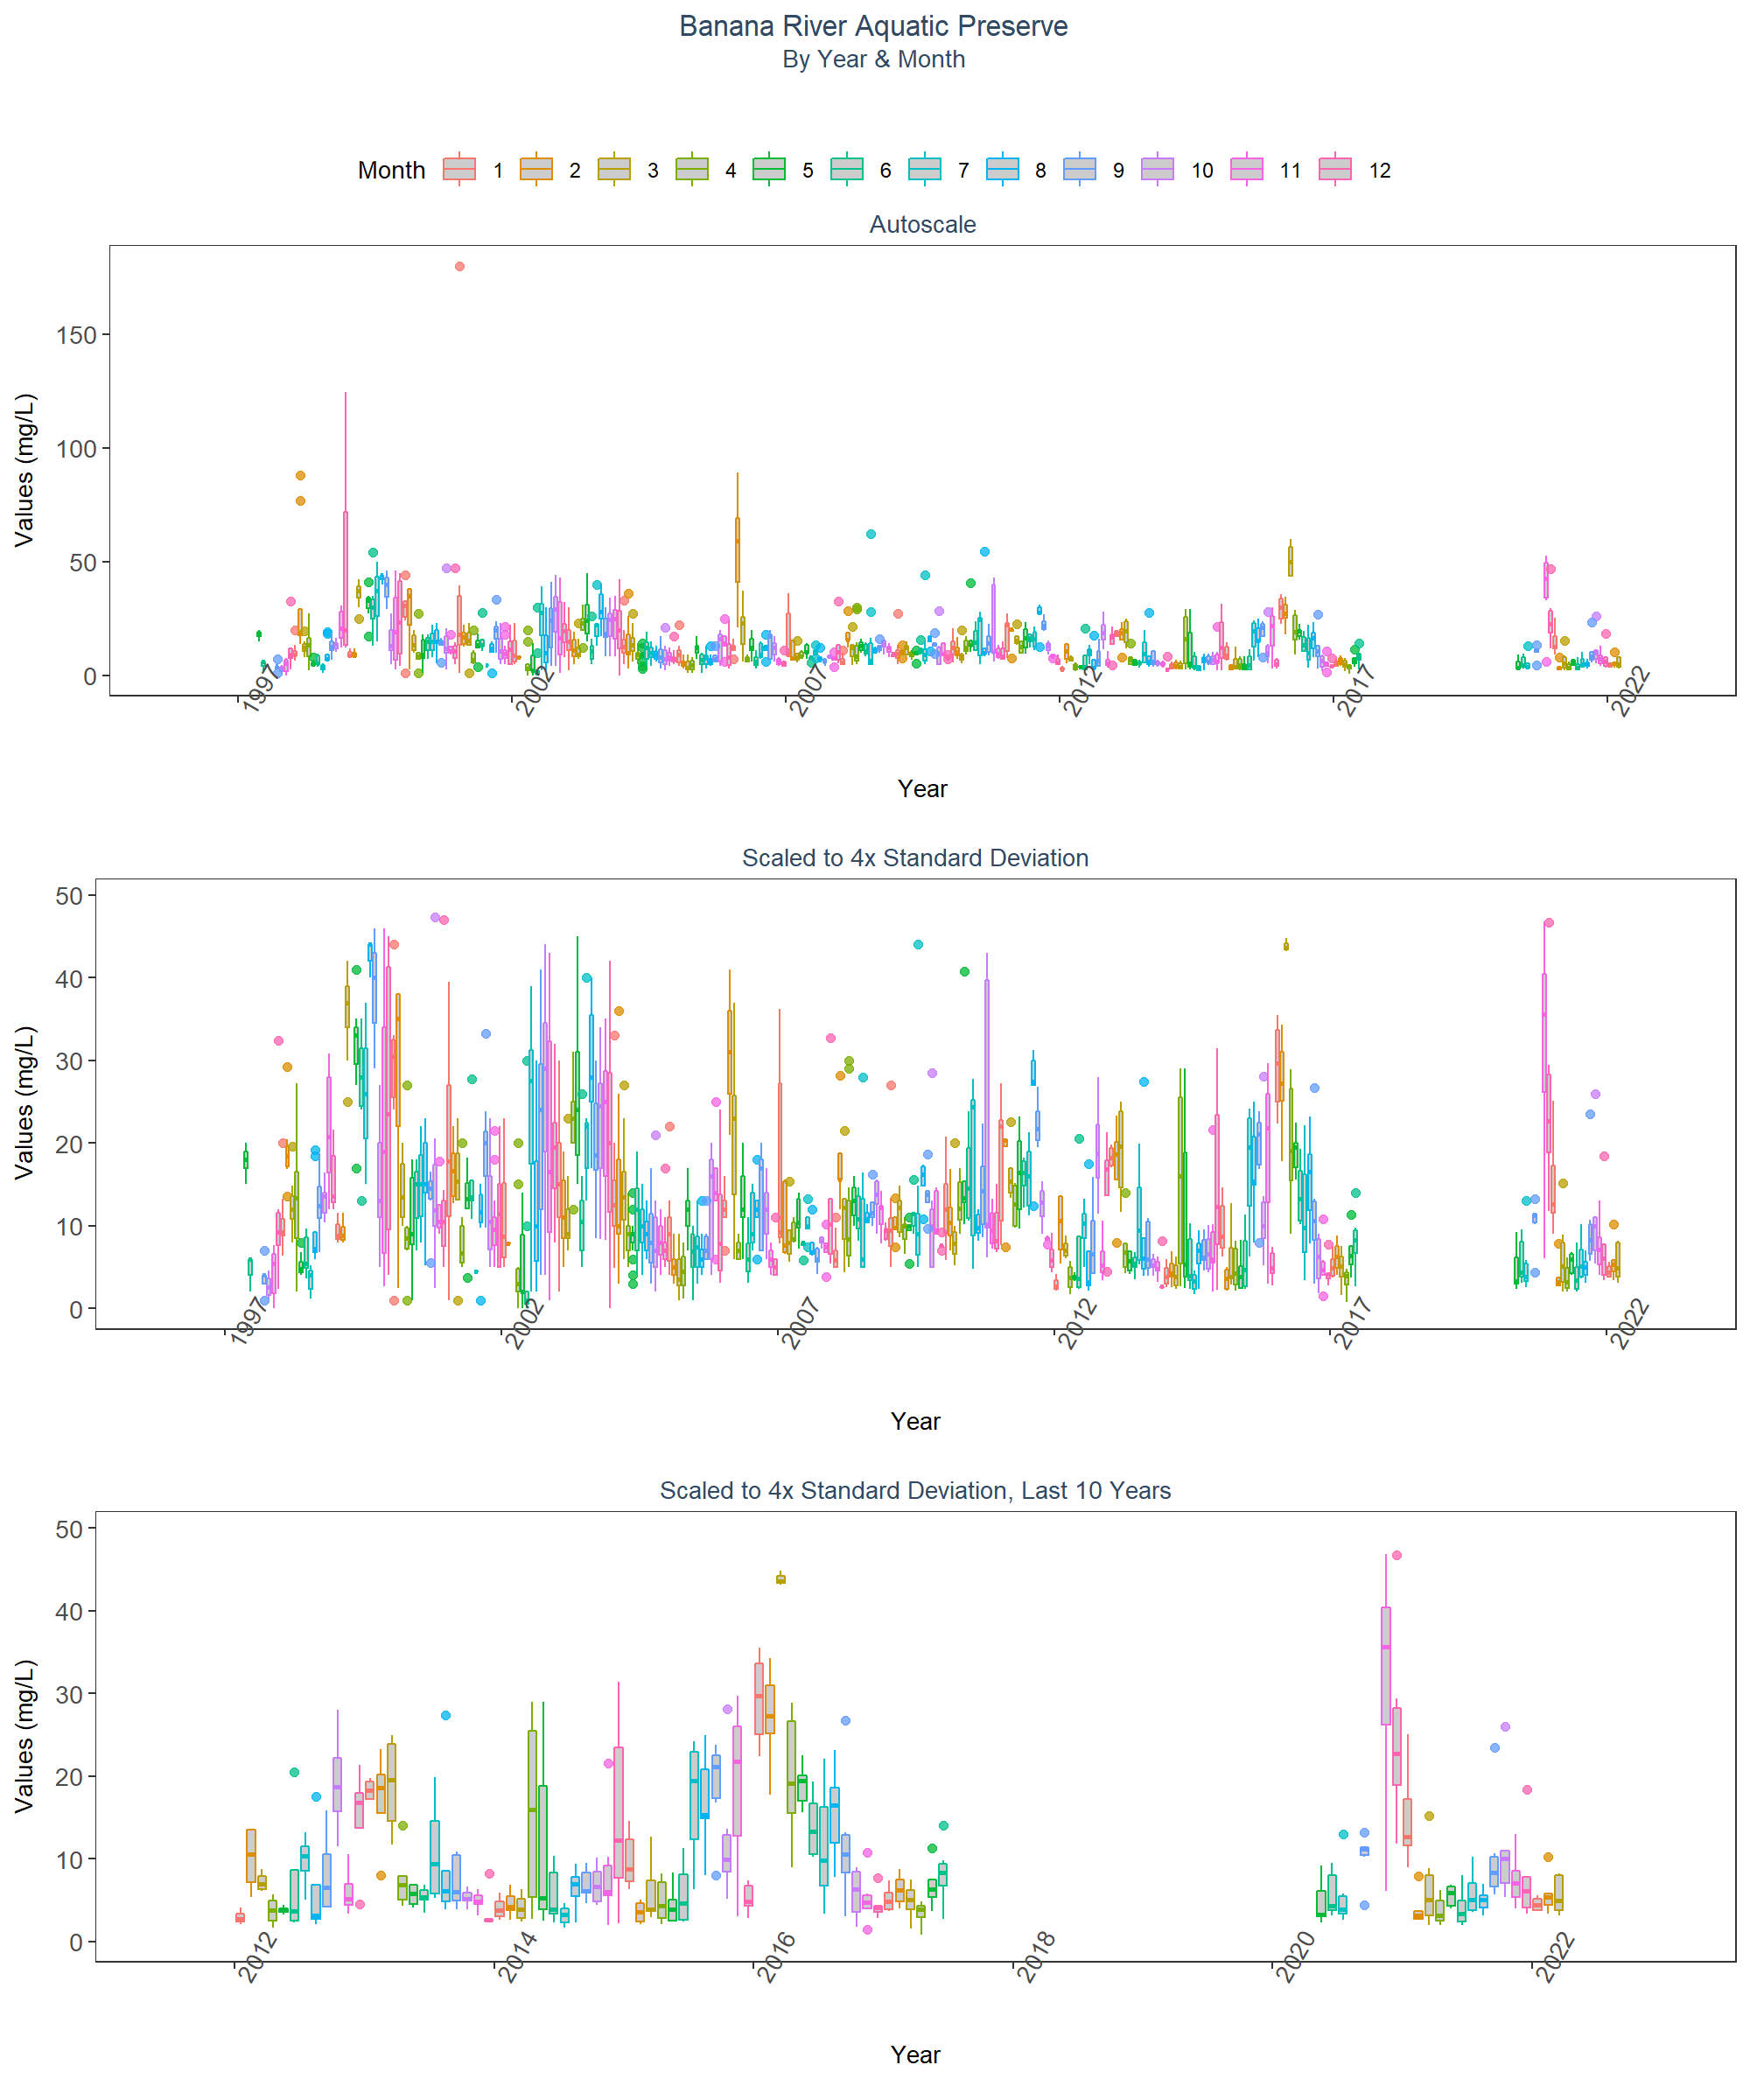 Banana River Aquatic Preserve
By Year & Month
Month 1 2 3 4 5 6 7 8 9 10 11 12
Autoscale
Values (mg/L)
150
100
50
0
1997 2002 2007 2012 2017 2022
Year
Scaled to 4x Standard Deviation
Values (mg/L)
50
40
30
20
10
0
1997 2002 2007 2012 2017 2022
Year
Scaled to 4x Standard Deviation, Last 10 Years
Values (mg/L)
50
40
30
20
10
0
2012 2014 2016 2018 2020 2022
Year